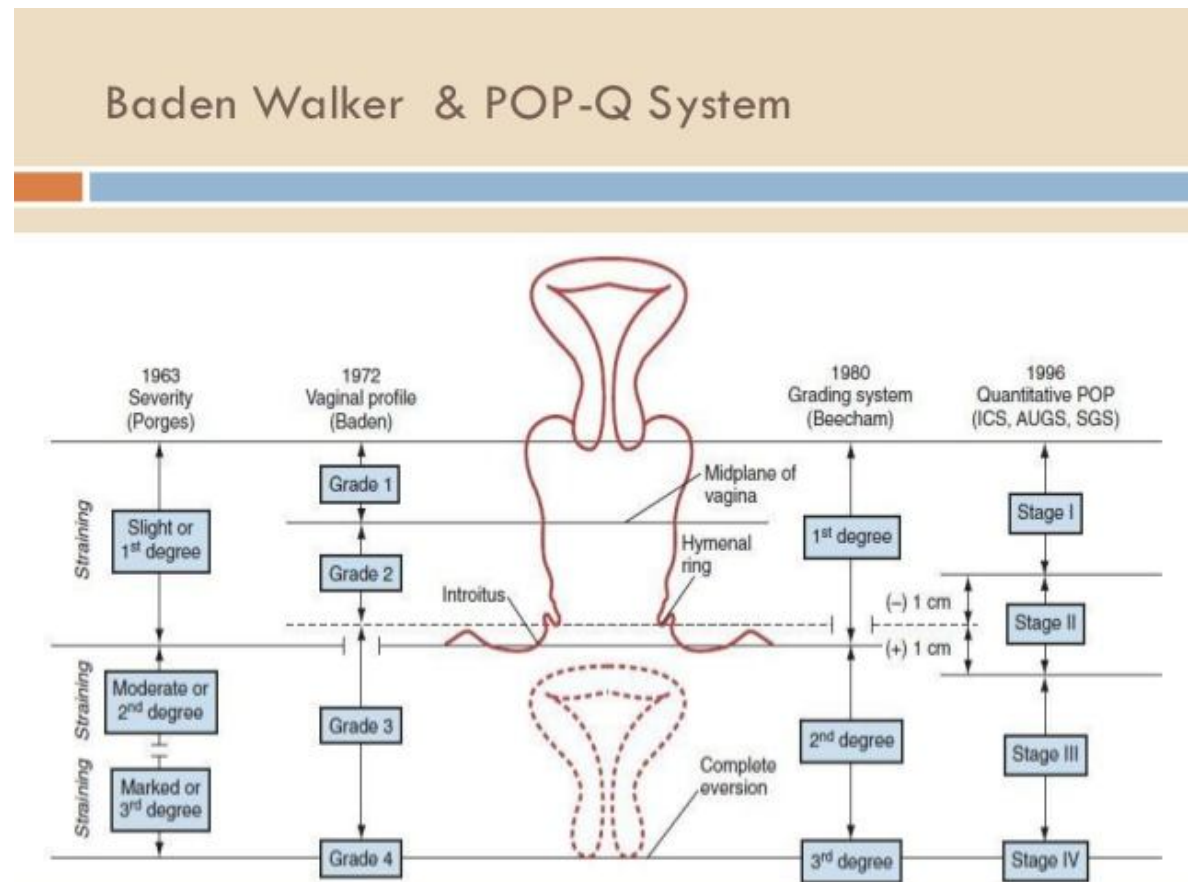 Baden Walker & POP-Q System
1963
Severity
(Porges)
1972
Vaginal profile
(Baden)
1980
Grading system
(Beecham)
1996
Quantitative POP
(ICS, AUGS, SGS)
Straining
Slight or
1st degree
Grade 1
Grade 2
Midplane of
vagina
Hymenal
ring
Introitus
1st degree
Stage I
(–) 1 cm
Stage II
(+) 1 cm
Straining
Moderate or
2nd degree
Straining
Marked or
3rd degree
Grade 3
Grade 4
Complete
eversion
2nd degree
3rd degree
Stage III
Stage IV